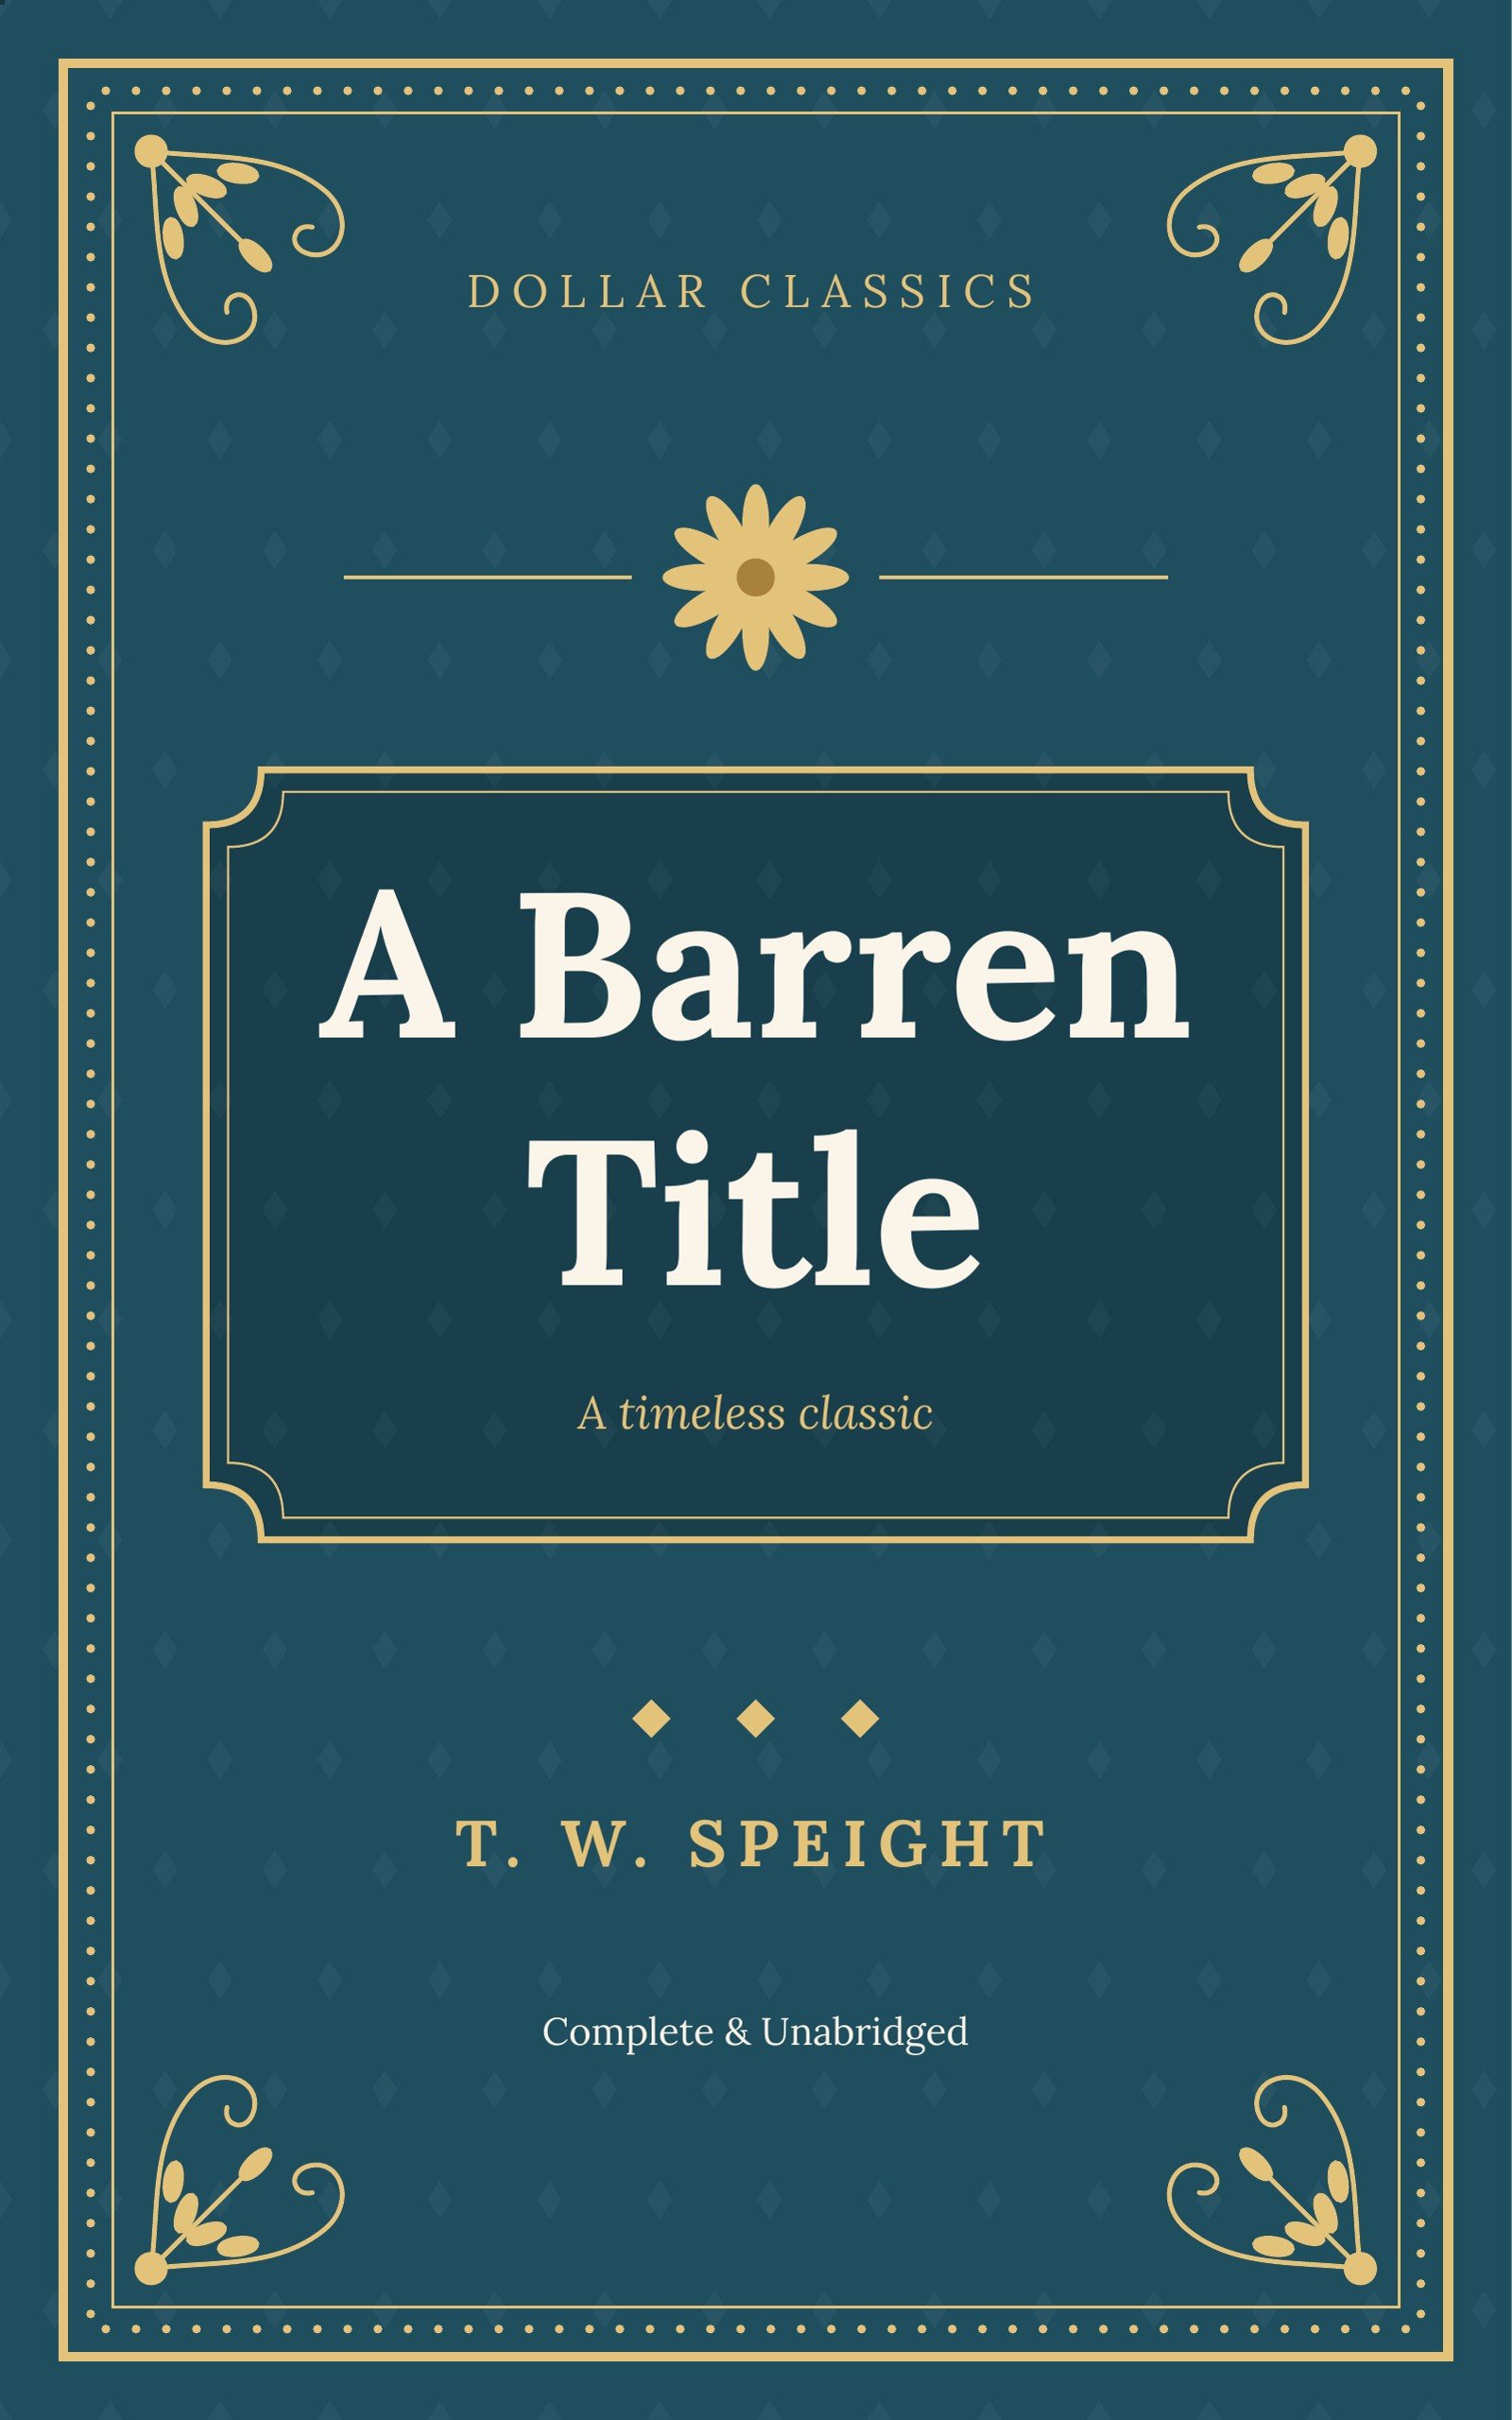 DOLLAR CLASSICS
A Barren
Title
A timeless classic
T. W. SPEIGHT
Complete & Unabridged